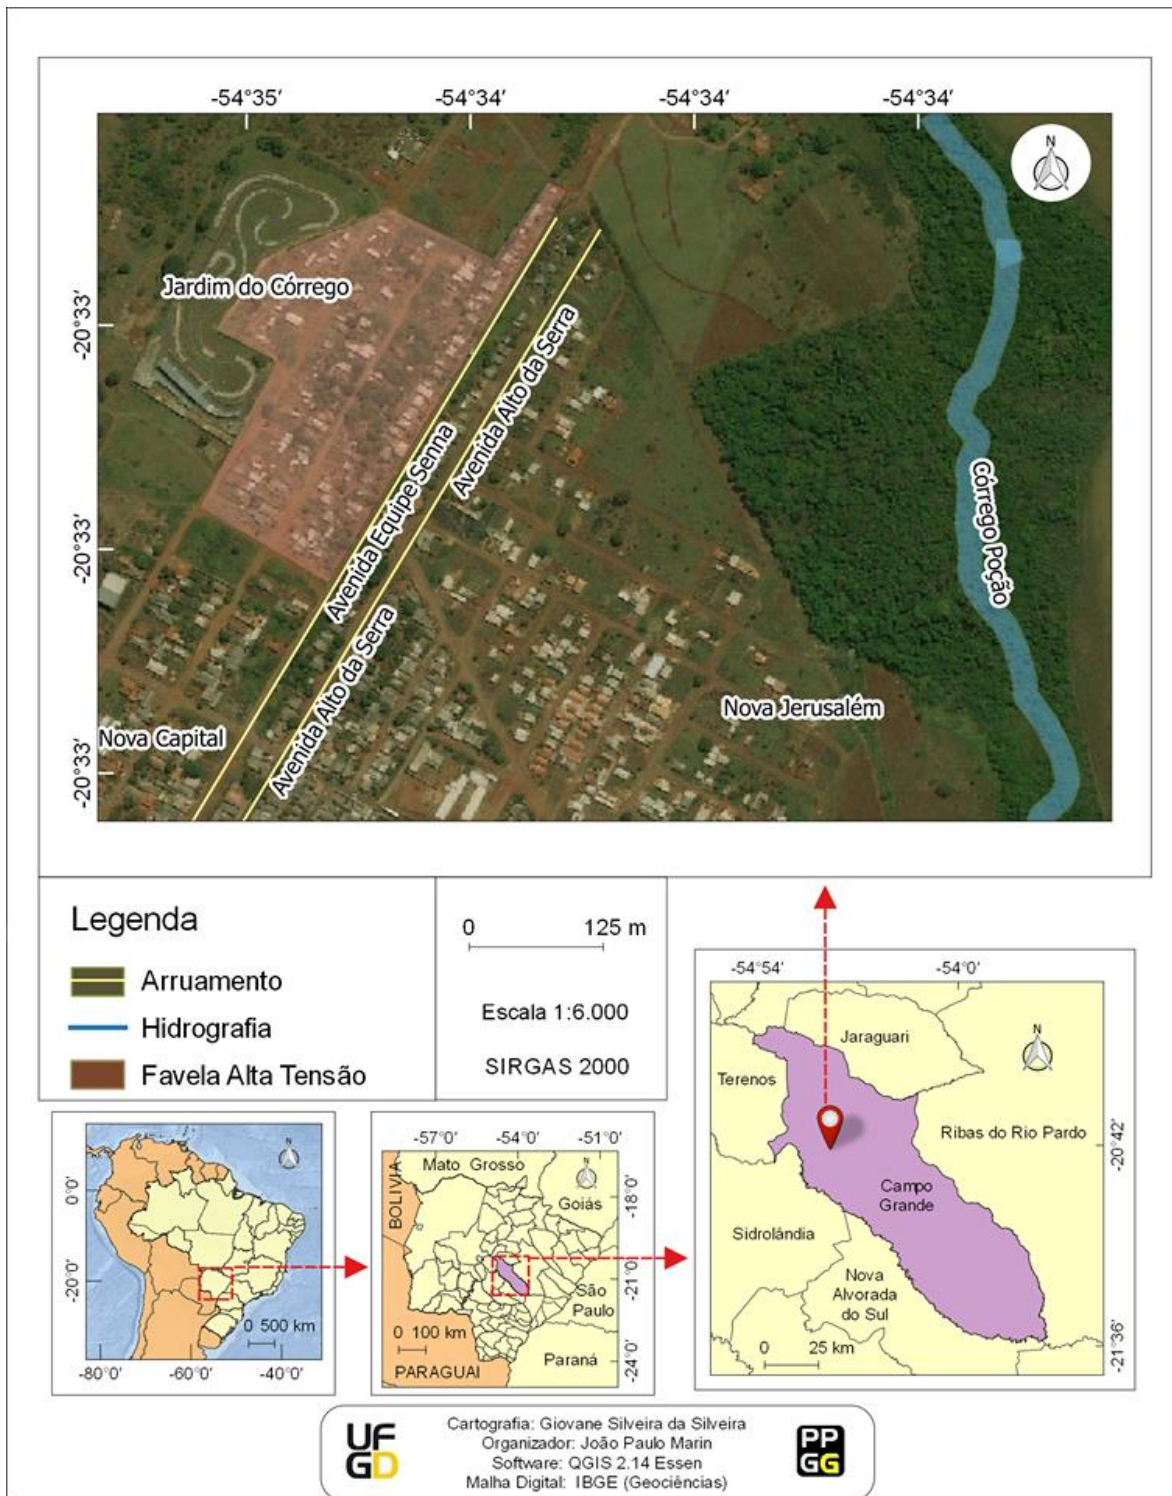 -54°35' -54°34' -54°34' -54°34'
N
Jardim do Córrego
-20°33'
Avenida Alto da Serra
Avenida Equipe Senna
Córrego Poção
-20°33'
Avenida Alto da Serra
Nova Jerusalém
Nova Capital
-20°33'
Legenda
Arruamento
Hidrografia
Favela Alta Tensão
0 125 m
Escala 1:6.000
SIRGAS 2000
-54°54' -54°0'
N
Jaraguari
Terenos
Ribas do Rio Pardo
-20°42'
Campo
Grande
Sidrolândia
Nova
Alvorada
do Sul
0 25 km
-21°36'
N
0°0'
-20°0'
0 500 km
-80°0' -60°0' -40°0'
-57°0' -54°0' -51°0'
BOLIVIA
Mato Grosso
N
Goiás
-18°0'
-21°0'
São
Paulo
0 100 km
Paraná
-24°0'
PARAGUAI
UF
GD
Cartografia: Giovane Silveira da Silveira
Organizador: João Paulo Marin
Software: QGIS 2.14 Essen
Malha Digital: IBGE (Geociências)
PP
GG